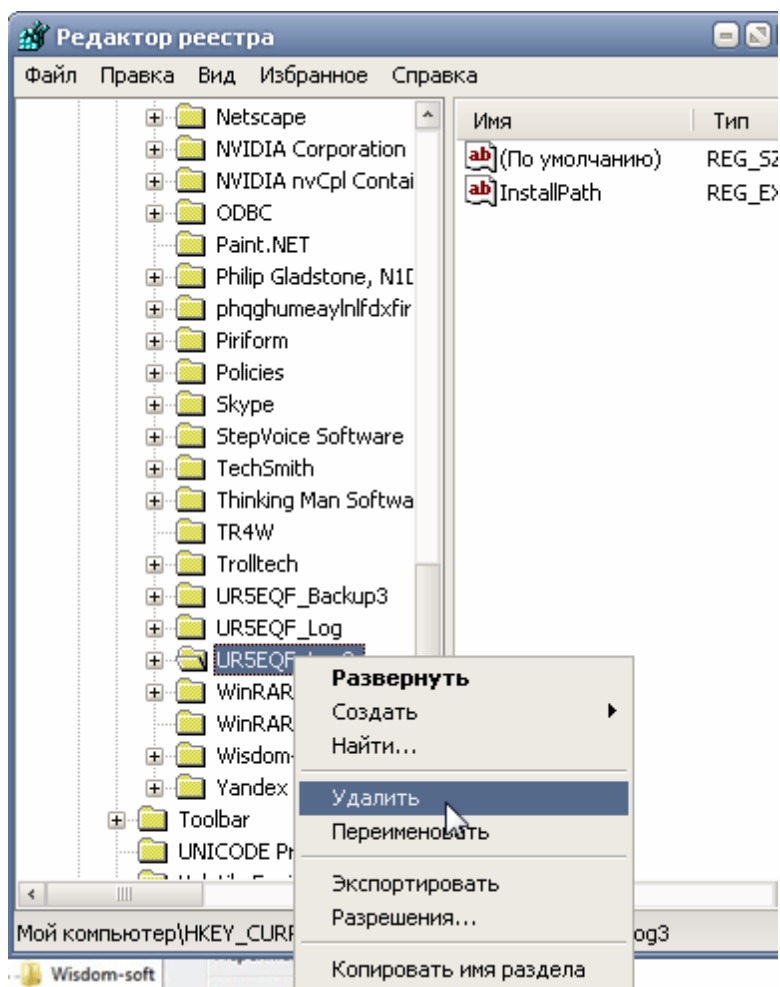 Редактор реестра
Файл Правка Вид Избранное Справка
Netscape
NVIDIA Corporation
NVIDIA nvCpl Contai
ODBC
Paint.NET
Philip Gladstone, N1D
phqghumeaylnlfdxfir
Piriform
Policies
Skype
StepVoice Software
TechSmith
Thinking Man Softwa
TR4W
Trolltech
UR5EQF_Backup3
UR5EQF_Log
WinRAR
WinRAR
Wisdom-
Yandex
Toolbar
UNICODE Pr
Имя Тип
(По умолчанию) REG_SZ
InstallPath REG_EX
Развернуть
Создать
Найти...
Удалить
Переименовать
Экспортировать
Разрешения...
Копировать имя раздела
Мой компьютер\HKEY_CURR og3
Wisdom-soft